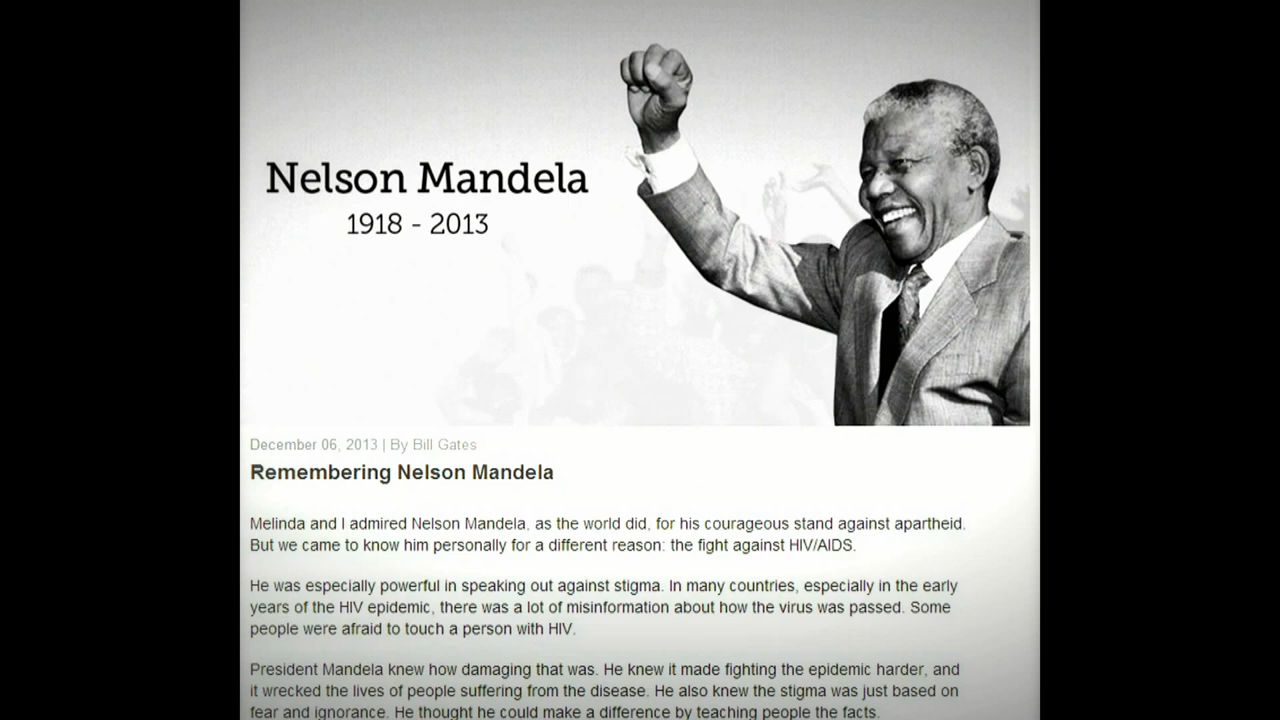 Nelson Mandela
1918 - 2013
December 06, 2013 | By Bill Gates
Remembering Nelson Mandela
Melinda and I admired Nelson Mandela, as the world did, for his courageous stand against apartheid.
But we came to know him personally for a different reason: the fight against HIV/AIDS.
He was especially powerful in speaking out against stigma. In many countries, especially in the early
years of the HIV epidemic, there was a lot of misinformation about how the virus was passed. Some
people were afraid to touch a person with HIV.
President Mandela knew how damaging that was. He knew it made fighting the epidemic harder, and
it wrecked the lives of people suffering from the disease. He also knew the stigma was just based on
fear and ignorance. He thought he could make a difference by teaching people the facts.